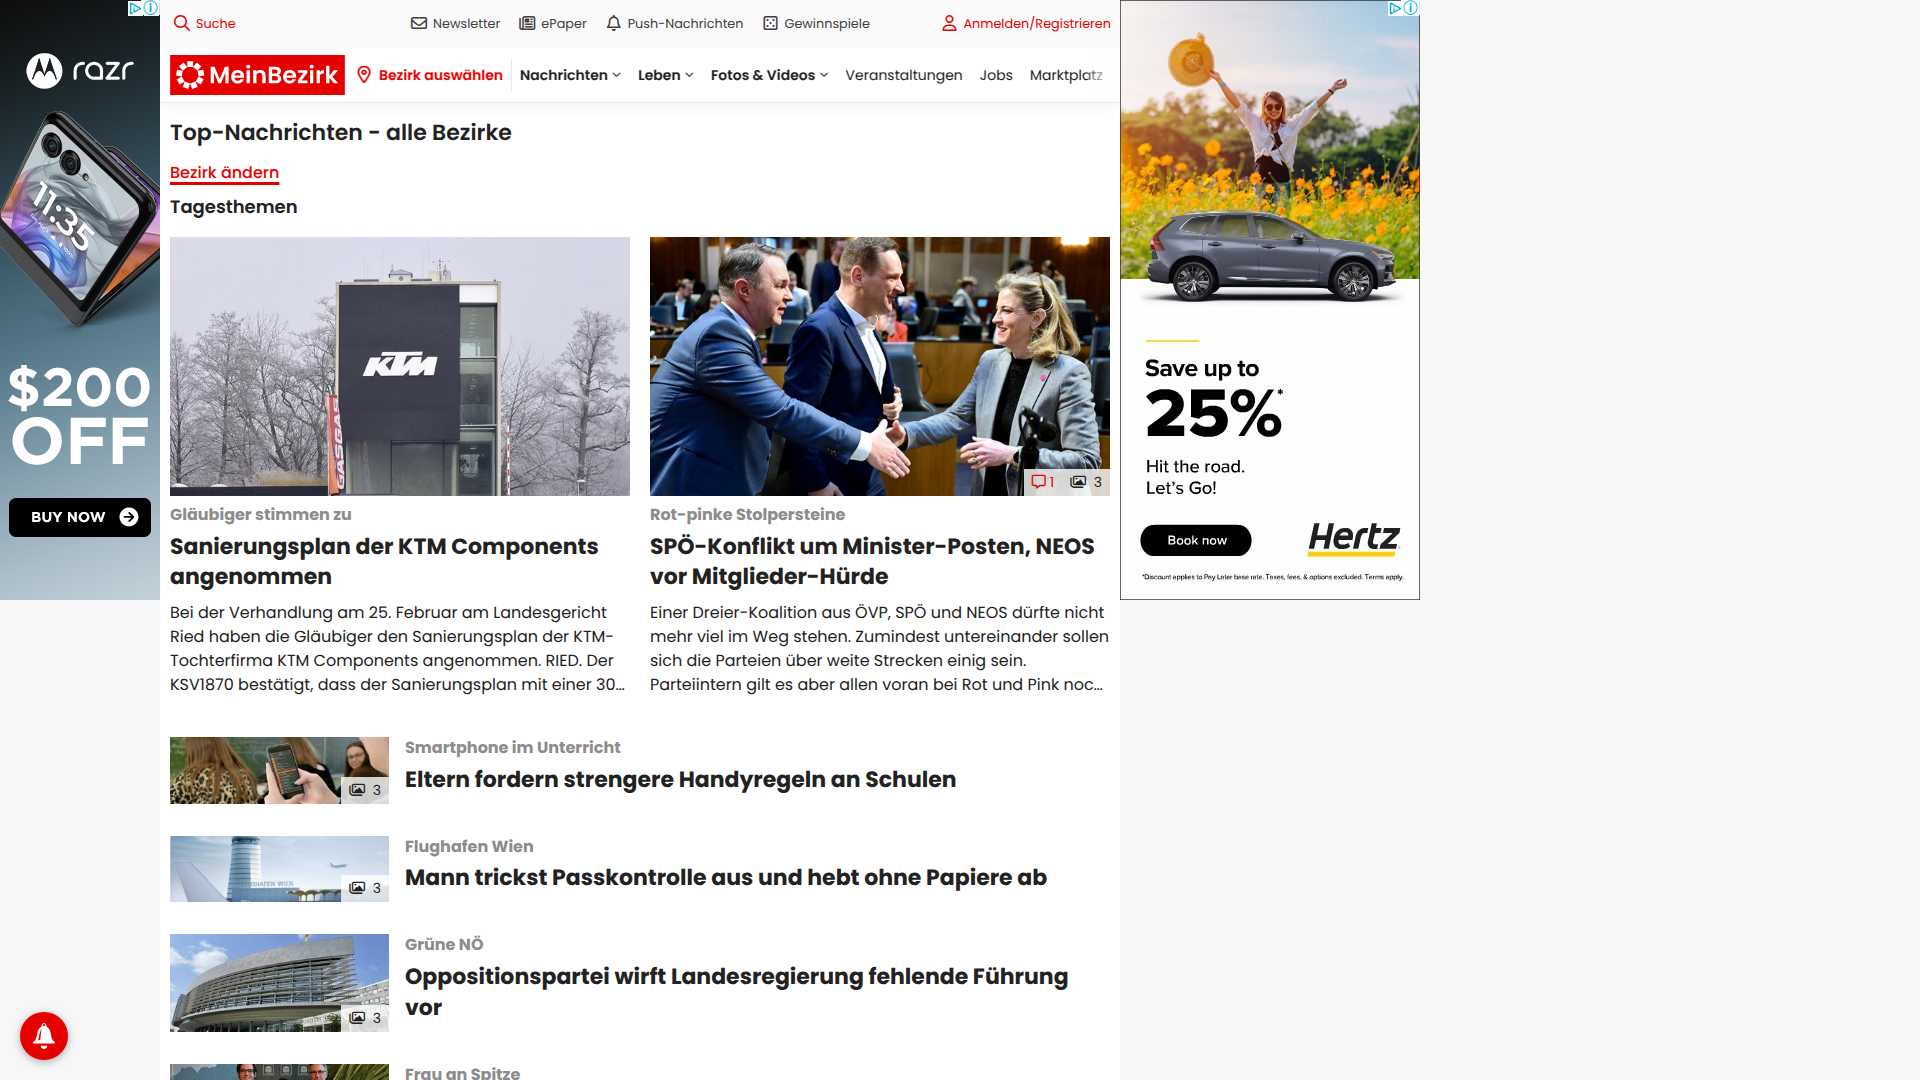 razr
11:35
$200
OFF
BUY NOW
Suche
Newsletter
ePaper
Push-Nachrichten
Gewinnspiele
Anmelden/Registrieren
MeinBezirk
Bezirk auswählen
Nachrichten
Leben
Fotos & Videos
Veranstaltungen
Jobs
Marktplatz
Top-Nachrichten - alle Bezirke
Bezirk ändern
Tagesthemen
KTM
GASGAS
1
3
Gläubiger stimmen zu
Sanierungsplan der KTM Components
angenommen
Bei der Verhandlung am 25. Februar am Landesgericht
Ried haben die Gläubiger den Sanierungsplan der KTM-
Tochterfirma KTM Components angenommen. RIED. Der
KSV1870 bestätigt, dass der Sanierungsplan mit einer 30...
Rot-pinke Stolpersteine
SPÖ-Konflikt um Minister-Posten, NEOS
vor Mitglieder-Hürde
Einer Dreier-Koalition aus ÖVP, SPÖ und NEOS dürfte nicht
mehr viel im Weg stehen. Zumindest untereinander sollen
sich die Parteien über weite Strecken einig sein.
Parteiintern gilt es aber allen voran bei Rot und Pink noc...
3
Smartphone im Unterricht
Eltern fordern strengere Handyregeln an Schulen
FLUGHAFEN WIEN
3
Flughafen Wien
Mann trickst Passkontrolle aus und hebt ohne Papiere ab
3
Grüne NÖ
Oppositionspartei wirft Landesregierung fehlende Führung
vor
Frau an Spitze
Save up to
25%*
Hit the road.
Let's Go!
Book now
Hertz
*Discount applies to Pay Later base rate. Taxes, fees, & options excluded. Terms apply.